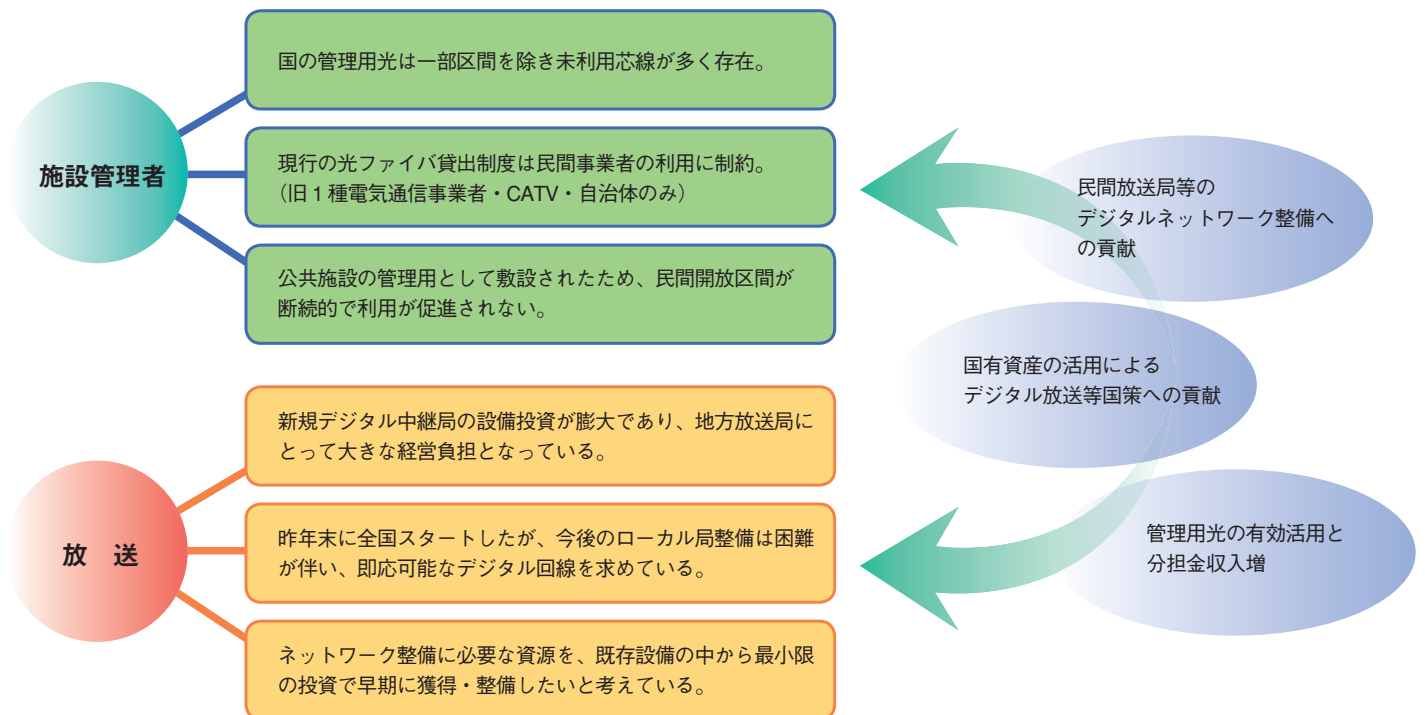 施設管理者
国の管理用光は一部区間を除き未利用芯線が多く存在。
現行の光ファイバ貸出制度は民間事業者の利用に制約。
（旧1種電気通信事業者・CATV・自治体のみ）
公共施設の管理用として敷設されたため、民間開放区間が
断続的で利用が促進されない。
放　送
新規デジタル中継局の設備投資が膨大であり、地方放送局に
とって大きな経営負担となっている。
昨年末に全国スタートしたが、今後のローカル局整備は困難
が伴い、即応可能なデジタル回線を求めている。
ネットワーク整備に必要な資源を、既存設備の中から最小限
の投資で早期に獲得・整備したいと考えている。
民間放送局等の
デジタルネットワーク整備へ
の貢献
国有資産の活用による
デジタル放送等国策への貢献
管理用光の有効活用と
分担金収入増